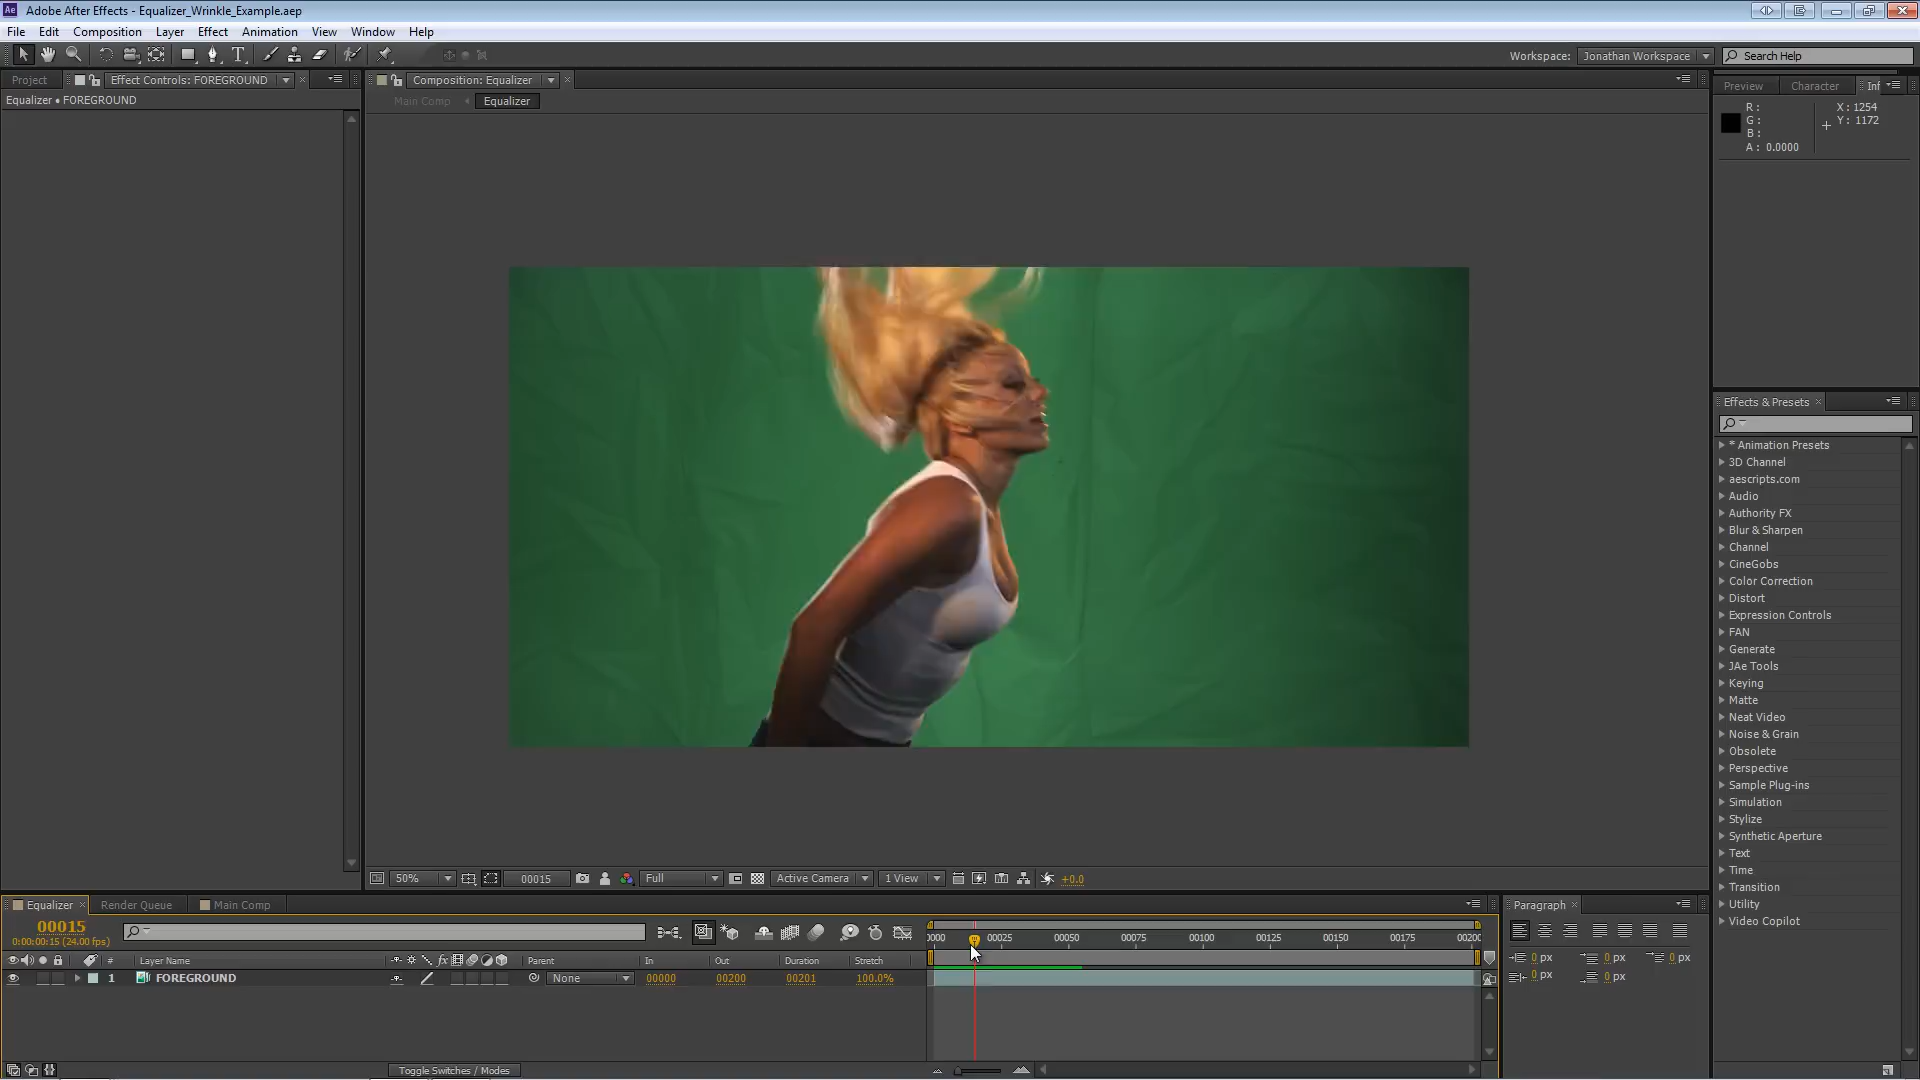 Adobe After Effects - Equalizer_Wrinkle_Example.aep
File Edit Composition Layer Effect Animation View Window Help
Workspace: Jonathan Workspace Search Help
Project Effect Controls: FOREGROUND Composition: Equalizer
Equalizer • FOREGROUND
Main Comp Equalizer
Preview Character Inf
R :
G :
B :
A : 0.0000
X : 1254
Y : 1172
Effects & Presets
* Animation Presets
3D Channel
aescripts.com
Audio
Authority FX
Blur & Sharpen
Channel
CineGobs
Color Correction
Distort
Expression Controls
FAN
Generate
JAe Tools
Keying
Matte
Neat Video
Noise & Grain
Obsolete
Perspective
Sample Plug-ins
Simulation
Stylize
Synthetic Aperture
Text
Time
Transition
Utility
Video Copilot
50% 00015 Full Active Camera 1 View +0.0
Equalizer Render Queue Main Comp
00015
0:00:00:15 (24.00 fps)
0000 00025 00050 00075 00100 00125 00150 00175 0020
# Layer Name Parent In Out Duration Stretch
1 FOREGROUND None 00000 00200 00201 100.0%
Toggle Switches / Modes
Paragraph
0 px 0 px 0 px
0 px 0 px